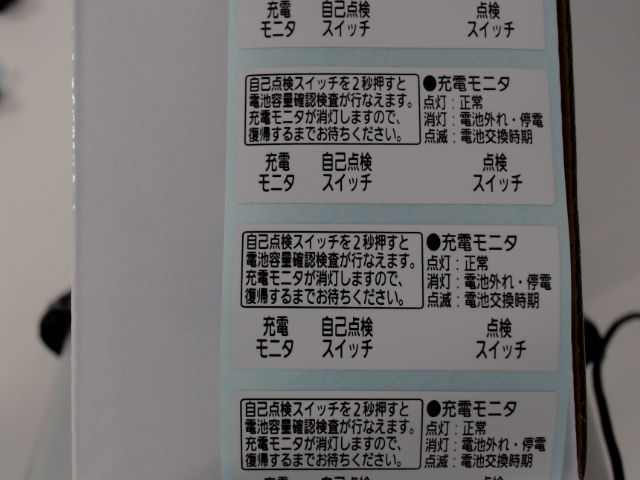 充電 自己点検 点検
モニタ スイッチ スイッチ
自己点検スイッチを2秒押すと
電池容量確認検査が行なえます。
充電モニタが消灯しますので、
復帰するまでお待ちください。
●充電モニタ
点灯:正常
消灯:電池外れ・停電
点滅:電池交換時期
充電 自己点検 点検
モニタ スイッチ スイッチ
自己点検スイッチを2秒押すと
電池容量確認検査が行なえます。
充電モニタが消灯しますので、
復帰するまでお待ちください。
●充電モニタ
点灯:正常
消灯:電池外れ・停電
点滅:電池交換時期
充電 自己点検 点検
モニタ スイッチ スイッチ
自己点検スイッチを2秒押すと
電池容量確認検査が行なえます。
充電モニタが消灯しますので、
復帰するまでお待ちください。
●充電モニタ
点灯:正常
消灯:電池外れ・停電
点滅:電池交換時期